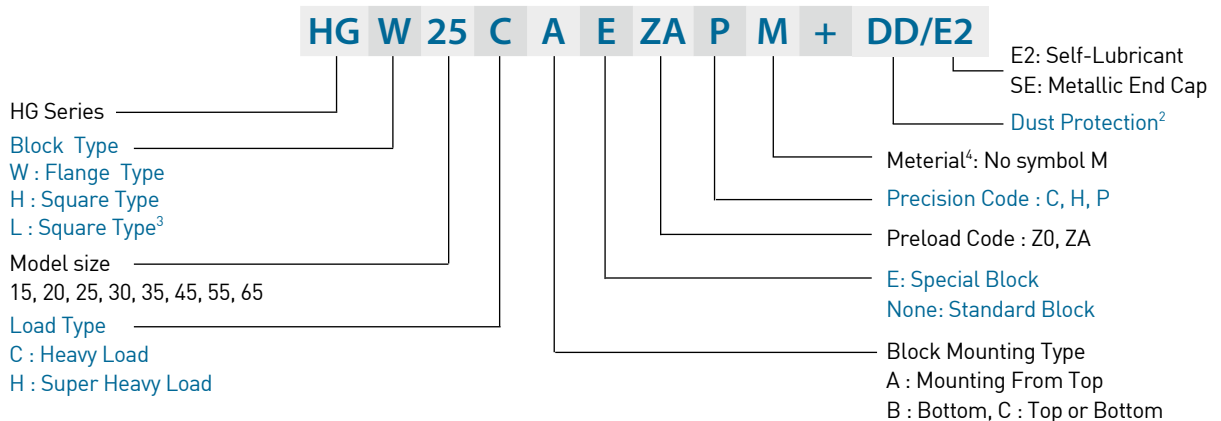 HG W 25 C A E ZA P M + DD/E2
HG Series
Block Type
W : Flange Type
H : Square Type
L : Square Type³
Model size
15, 20, 25, 30, 35, 45, 55, 65
Load Type
C : Heavy Load
H : Super Heavy Load
E2: Self-Lubricant
SE: Metallic End Cap
Dust Protection²
Meterial⁴: No symbol M
Precision Code : C, H, P
Preload Code : Z0, ZA
E: Special Block
None: Standard Block
Block Mounting Type
A : Mounting From Top
B : Bottom, C : Top or Bottom